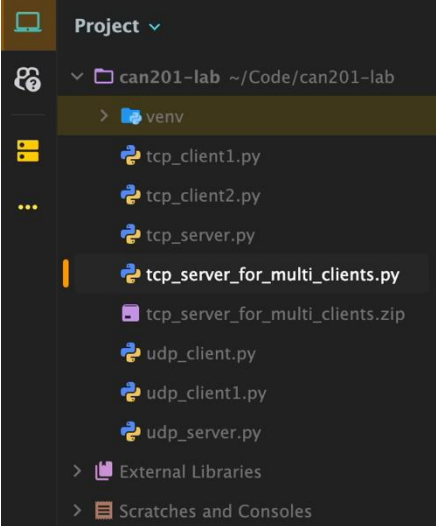 Project
can201-lab ~/Code/can201-lab
venv
tcp_client1.py
tcp_client2.py
tcp_server.py
tcp_server_for_multi_clients.py
tcp_server_for_multi_clients.zip
udp_client.py
udp_client1.py
udp_server.py
External Libraries
Scratches and Consoles